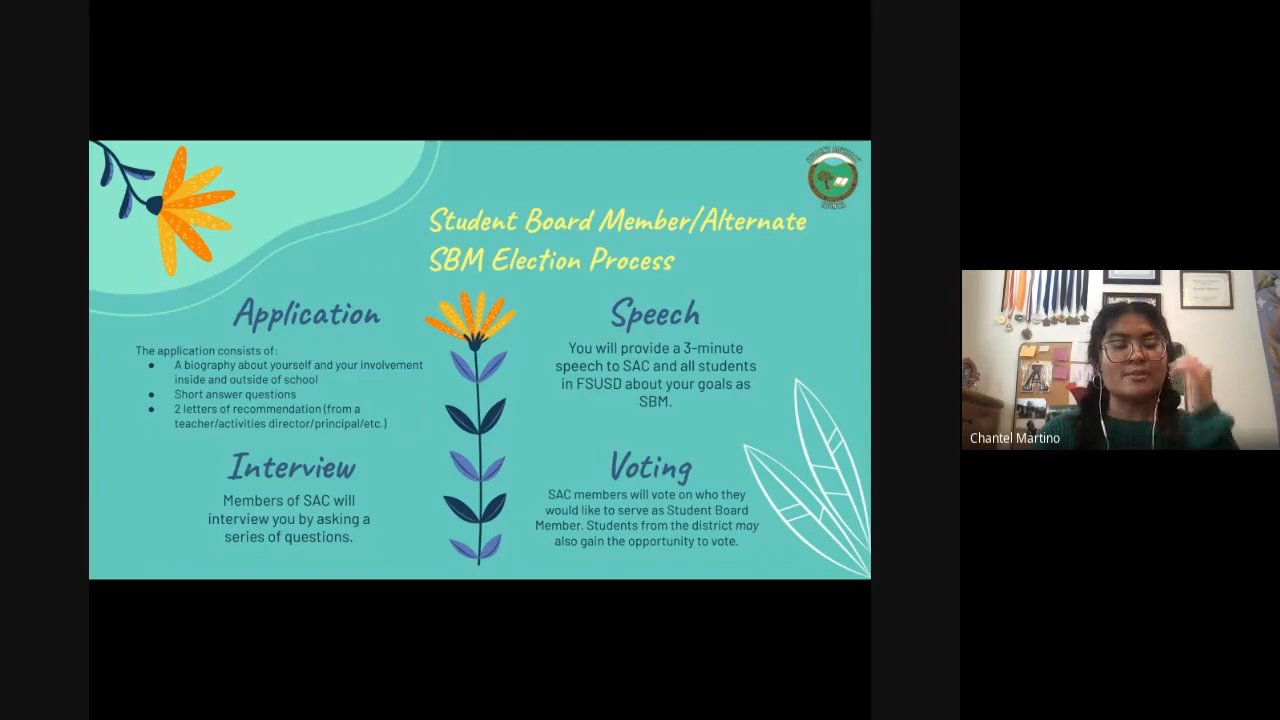 Student Board Member/Alternate
SBM Election Process
Application
The application consists of:
● A biography about yourself and your involvement
inside and outside of school
● Short answer questions
● 2 letters of recommendation (from a
teacher/activities director/principal/etc.)
Speech
You will provide a 3-minute
speech to SAC and all students
in FSUSD about your goals as
SBM.
Interview
Members of SAC will
interview you by asking a
series of questions.
Voting
SAC members will vote on who they
would like to serve as Student Board
Member. Students from the district may
also gain the opportunity to vote.
Chantel Martino